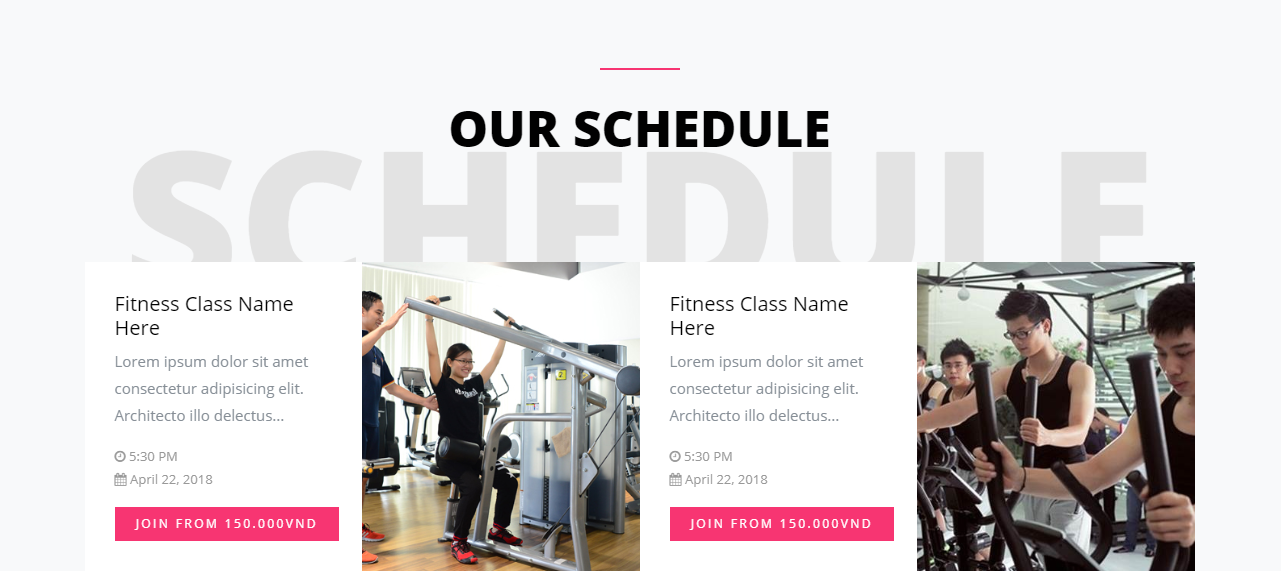 OUR SCHEDULE
SCHEDULE
Fitness Class Name
Here
Lorem ipsum dolor sit amet
consectetur adipisicing elit.
Architecto illo delectus...
5:30 PM
April 22, 2018
JOIN FROM 150.000VND
Fitness Class Name
Here
Lorem ipsum dolor sit amet
consectetur adipisicing elit.
Architecto illo delectus...
5:30 PM
April 22, 2018
JOIN FROM 150.000VND